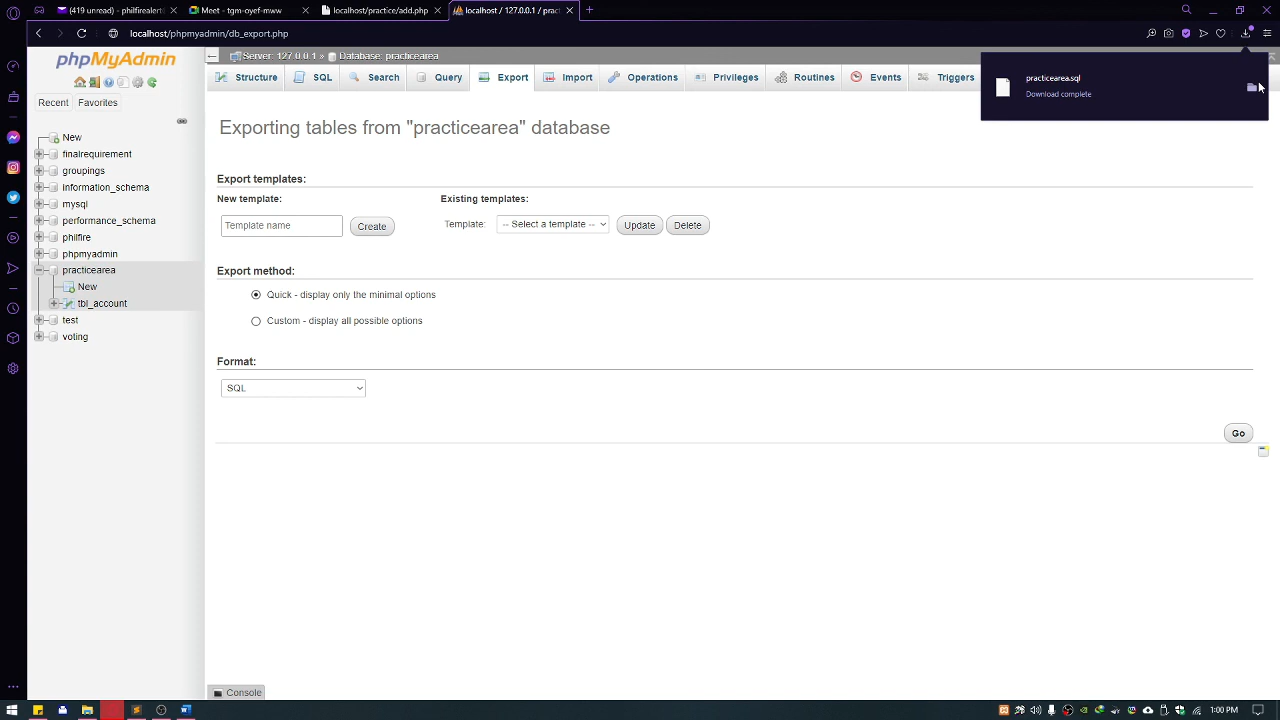 (419 unread) - philfirealert
Meet - tgm-oyef-mww
localhost/practice/add.php
localhost / 127.0.0.1 / prac
localhost/phpmyadmin/db_export.php
phpMyAdmin
Recent
Favorites
New
finalrequirement
groupings
information_schema
mysql
performance_schema
philfire
phpmyadmin
practicearea
New
tbl_account
test
voting
Server: 127.0.0.1 » Database: practicearea
Structure
SQL
Search
Query
Export
Import
Operations
Privileges
Routines
Events
Triggers
practicearea.sql
Download complete
Exporting tables from "practicearea" database
Export templates:
New template:
Existing templates:
Template name
Create
Template:
-- Select a template --
Update
Delete
Export method:
Quick - display only the minimal options
Custom - display all possible options
Format:
SQL
Go
Console
1:00 PM